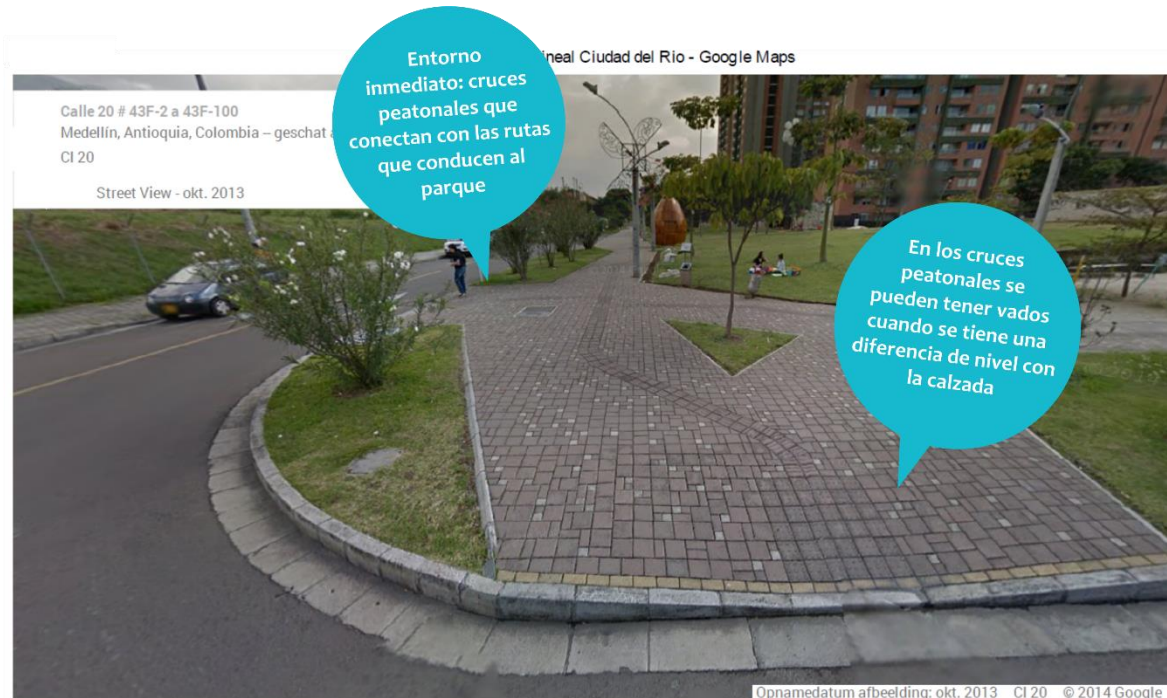 ineal Ciudad del Rio - Google Maps
Calle 20 # 43F-2 a 43F-100
Medellín, Antioquia, Colombia – geschat a
Cl 20
Street View - okt. 2013
Entorno
inmediato: cruces
peatonales que
conectan con las rutas
que conducen al
parque
En los cruces
peatonales se
pueden tener vados
cuando se tiene una
diferencia de nivel con
la calzada
Opnamedatum afbeelding: okt. 2013 Cl 20 © 2014 Google